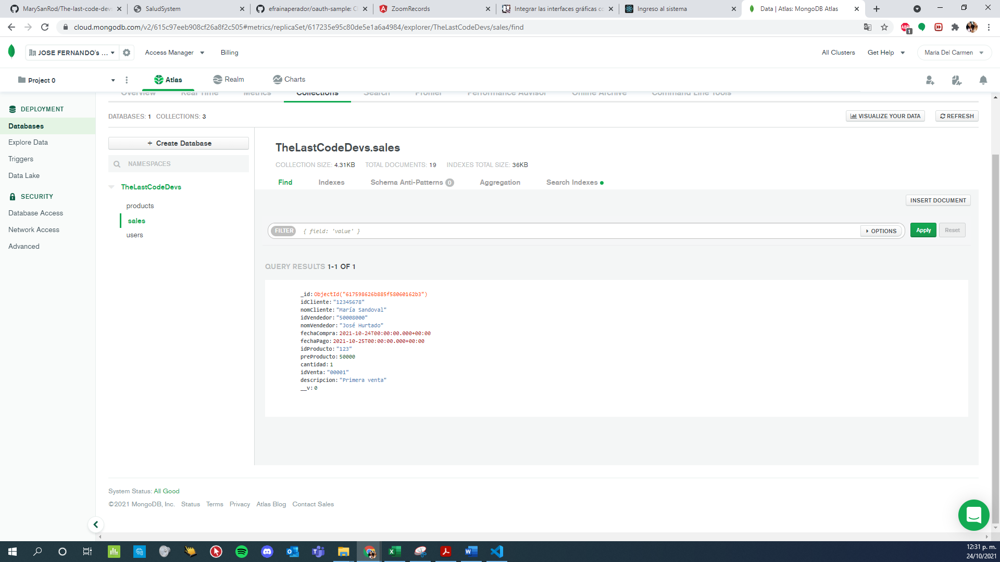 MarySanRod/The-last-code-dev
SaludSystem
efrainaperador/oauth-sample: C
ZoomRecords
Integrar las interfaces gráficas co
Ingreso al sistema
Data | Atlas: MongoDB Atlas
cloud.mongodb.com/v2/615c97eeb908cf26a8f2c505#metrics/replicaSet/617235e95c80de5e1a6a4984/explorer/TheLastCodeDevs/sales/find
ABP
1
JOSE FERNANDO's ...
Access Manager
Billing
All Clusters
Get Help
Maria Del Carmen
Project 0
Atlas
Realm
Charts
Overview
Real Time
Metrics
Collections
Search
Profiler
Performance Advisor
Online Archive
Command Line Tools
DEPLOYMENT
Databases
Explore Data
Triggers
Data Lake
SECURITY
Database Access
Network Access
Advanced
DATABASES: 1 COLLECTIONS: 3
VISUALIZE YOUR DATA
REFRESH
+ Create Database
NAMESPACES
TheLastCodeDevs
products
sales
users
TheLastCodeDevs.sales
COLLECTION SIZE: 4.31KB TOTAL DOCUMENTS: 19 INDEXES TOTAL SIZE: 36KB
Find
Indexes
Schema Anti-Patterns 0
Aggregation
Search Indexes
INSERT DOCUMENT
FILTER { field: 'value' }
OPTIONS
Apply
Reset
QUERY RESULTS 1-1 OF 1
_id: ObjectId("617598626b885f58060162b3")
idCliente: "12345678"
nomCliente: "María Sandoval"
idVendedor: "50008000"
nomVendedor: "José Hurtado"
fechaCompra: 2021-10-24T00:00:00.000+00:00
fechaPago: 2021-10-25T00:00:00.000+00:00
idProducto: "123"
preProducto: 50000
cantidad: 1
idVenta: "00001"
descripcion: "Primera venta"
__v: 0
System Status: All Good
©2021 MongoDB, Inc. Status Terms Privacy Atlas Blog Contact Sales
12:31 p. m.
24/10/2021